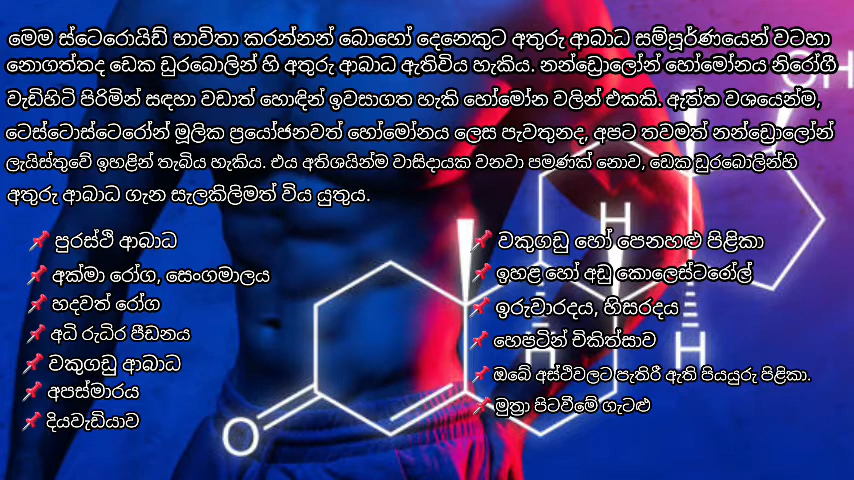 මෙම ස්ටෙරොයිඩ් භාවිතා කරන්නන් බොහෝ දෙනෙකුට අතුරු ආබාධ සම්පූර්ණයෙන් වටහා
නොගත්තද ඩෙක ඩුරබොලින් හි අතුරු ආබාධ ඇතිවිය හැකිය. නන්ඩ්‍රොලෝන් හෝමෝනය නිරෝගී
වැඩිහිටි පිරිමින් සඳහා වඩාත් හොඳින් ඉවසාගත හැකි හෝමෝන වලින් එකකි. ඇත්ත වශයෙන්ම,
ටෙස්ටොස්ටෙරෝන් මූලික ප්‍රයෝජනවත් හෝමෝනය ලෙස පැවතුනද, අපට තවමත් නන්ඩ්‍රොලෝන්
ලැයිස්තුවේ ඉහළින් තැබිය හැකිය. එය අතිශයින්ම වාසිදායක වනවා පමණක් නොව, ඩෙකඩුරබොලින්හි
අතුරු ආබාධ ගැන සැලකිලිමත් විය යුතුය.
📌 පුරස්ථි ආබාධ
📌 අක්මා රෝග, සෙංගමාලය
📌 හදවත් රෝග
📌 අධි රුධිර පීඩනය
📌 වකුගඩු ආබාධ
📌 අපස්මාරය
📌 දියවැඩියාව
📌 වකුගඩු හෝ පෙනහළු පිළිකා
📌 ඉහළ හෝ අඩු කොලෙස්ටරෝල්
📌 ඉරුවාරදය, හිසරදය
📌 හෙපටින් චිකිත්සාව
📌 ඔබේ අස්ථිවලට පැතිරී ඇති පියයුරු පිළිකා.
📌 මුත්‍රා පිටවීමේ ගැටළු
OH
H
H
H
O